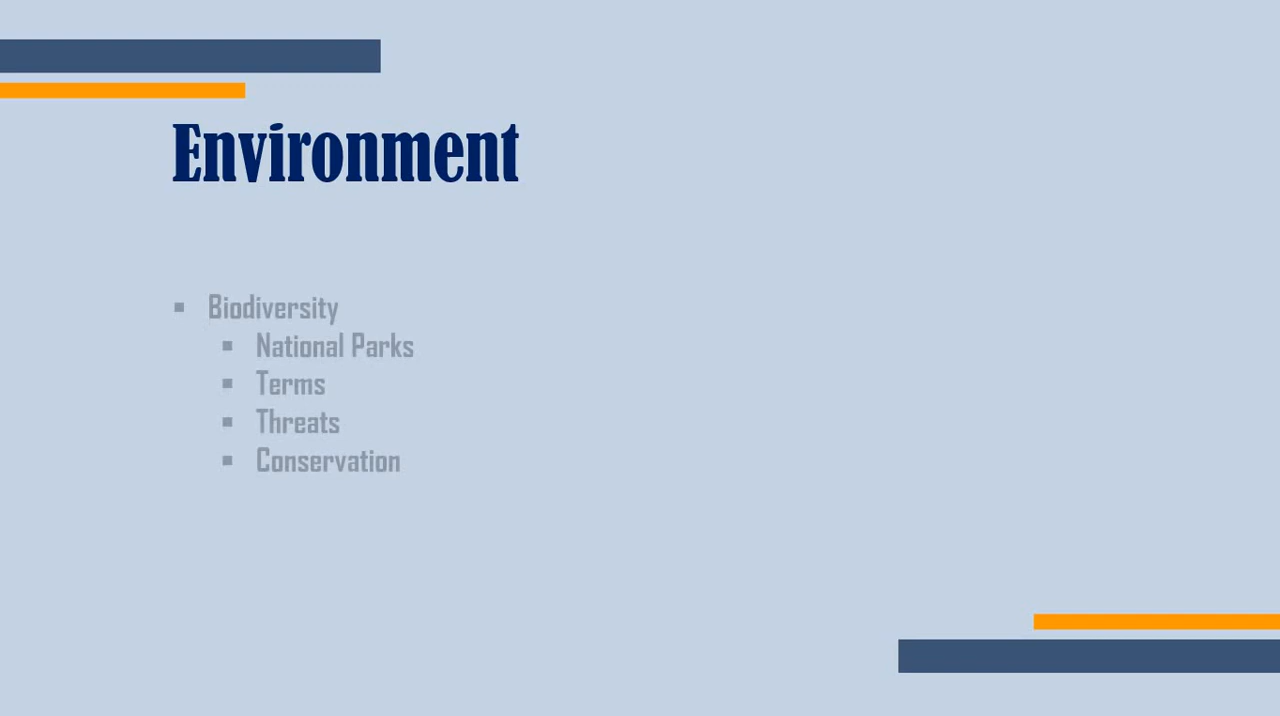 Environment
▪ Biodiversity
▪ National Parks
▪ Terms
▪ Threats
▪ Conservation